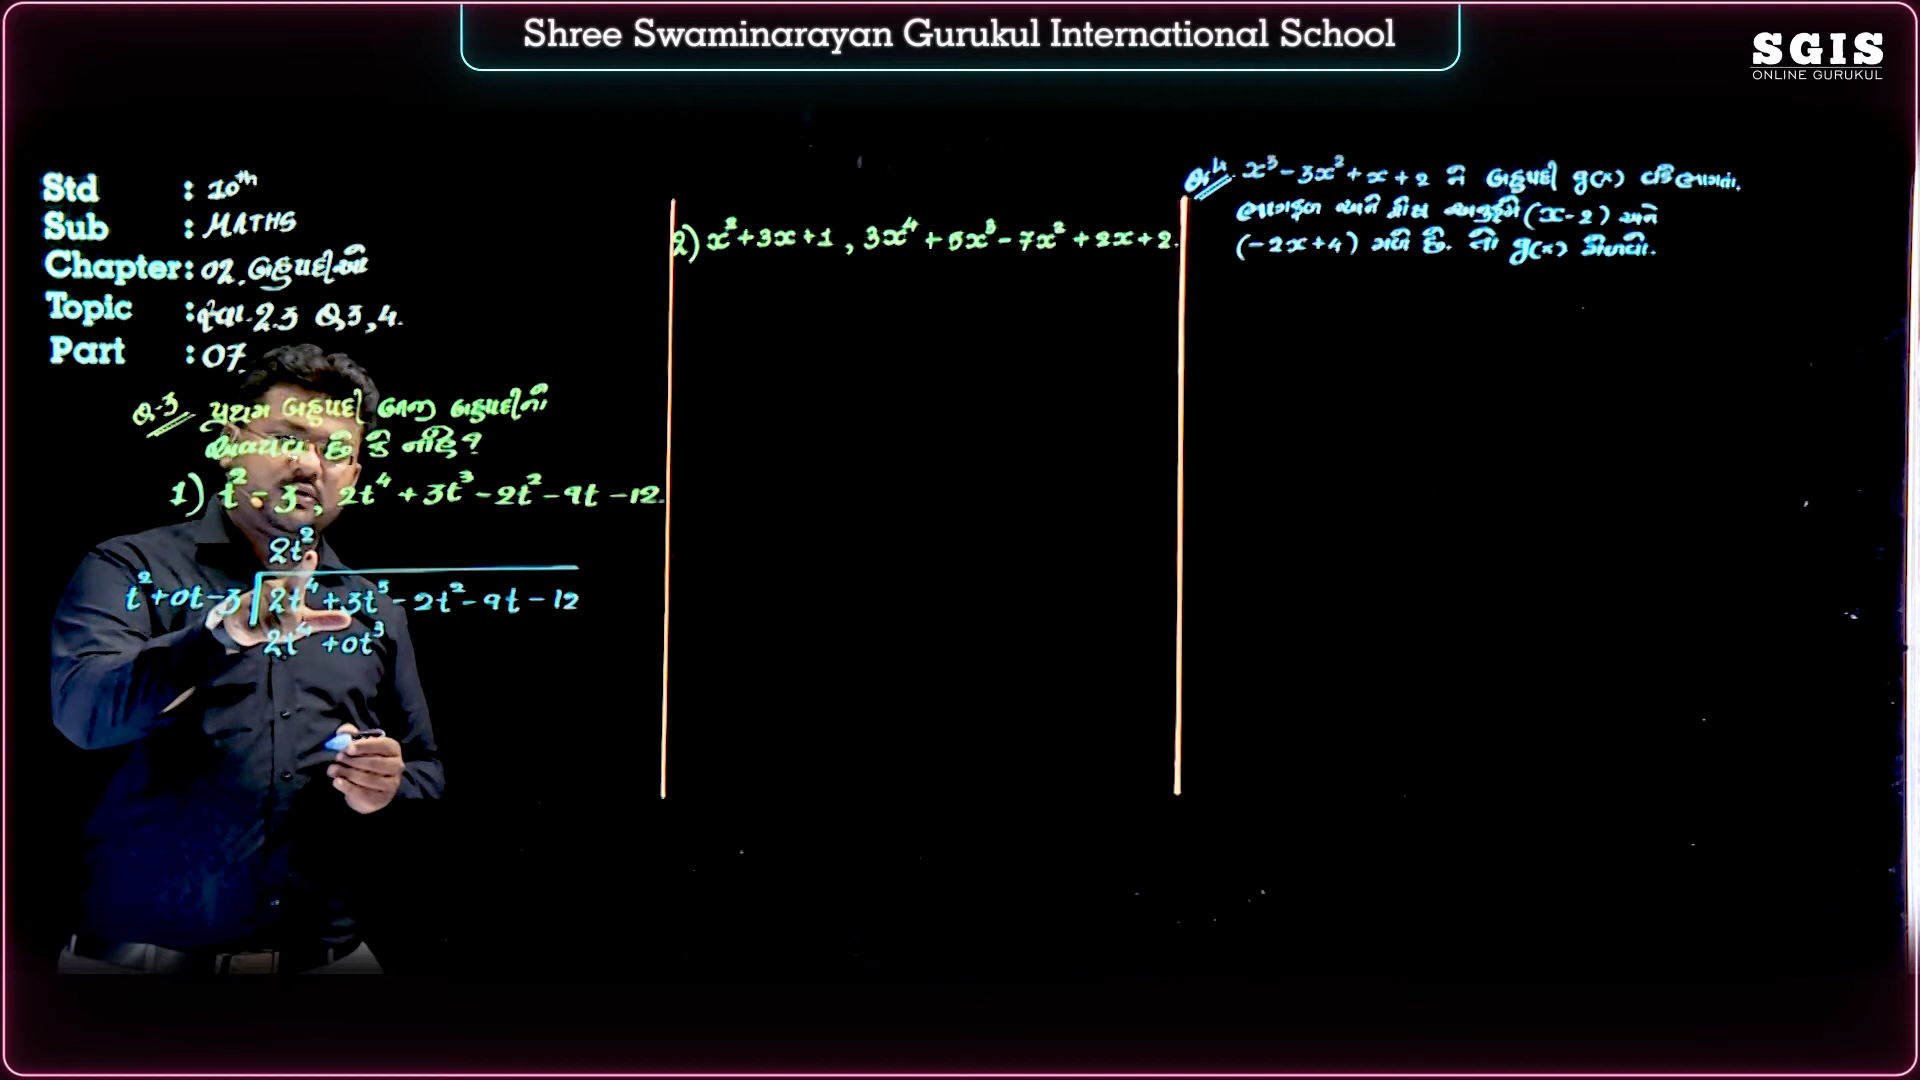 Shree Swaminarayan Gurukul International School
SGIS
ONLINE GURUKUL
Std : 10th
Sub : MATHS
Chapter : 02. બહુપદીઓ
Topic : સ્વા. 2.3 Q.3,4.
Part : 07
Q-3 પ્રથમ બહુપદી બીજી બહુપદીનો
અવયવ છે કે નહિ?
1) t² - 3, 2t⁴ + 3t³ - 2t² - 9t - 12.
2t²
t² + 0t - 3 2t⁴ + 3t³ - 2t² - 9t - 12
2t⁴ + 0t³
2) x² + 3x + 1 , 3x⁴ + 5x³ - 7x² + 2x + 2.
Q.4. x³ - 3x² + x + 2 ને બહુપદી g(x) વડે ભાગતાં,
ભાગફળ અને શેષ અનુક્રમે (x - 2) અને
(-2x + 4) મળે છે. તો g(x) મેળવો.